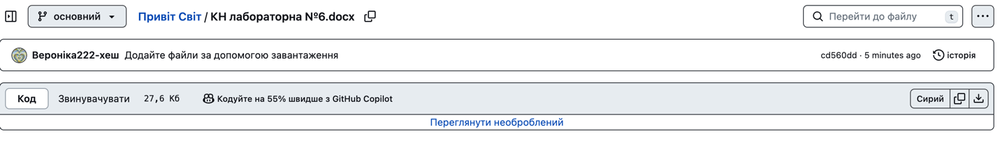 основний Привіт Світ / КН лабораторна №6.docx Перейти до файлу t
Вероніка222-хеш Додайте файли за допомогою завантаження cd560dd · 5 minutes ago історія
Код Звинувачувати 27,6 Кб Кодуйте на 55% швидше з GitHub Copilot Сирий
Переглянути необроблений